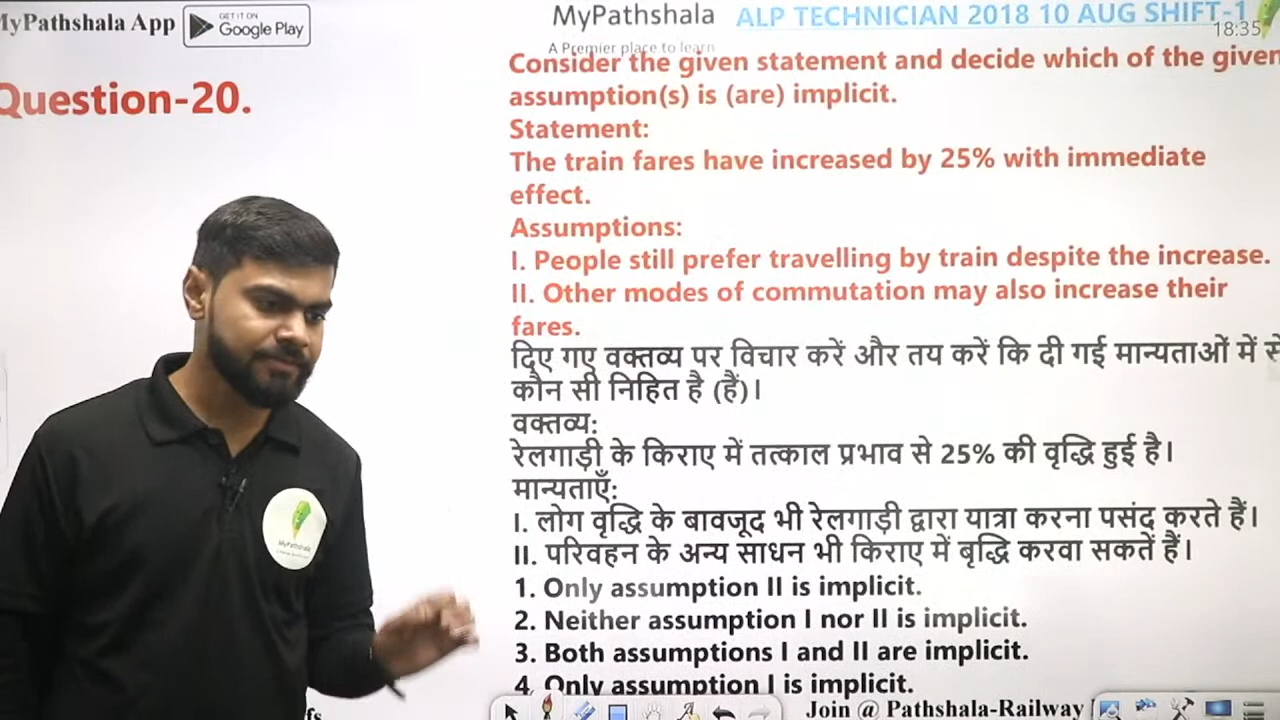 MyPathshala App
GET IT ON
Google Play
MyPathshala
A Premier place to learn
ALP TECHNICIAN 2018 10 AUG SHIFT-1
18:35
Question-20.
Consider the given statement and decide which of the given
assumption(s) is (are) implicit.
Statement:
The train fares have increased by 25% with immediate
effect.
Assumptions:
I. People still prefer travelling by train despite the increase.
II. Other modes of commutation may also increase their
fares.
दिए गए वक्तव्य पर विचार करें और तय करें कि दी गई मान्यताओं में से
कौन सी निहित है (हैं)।
वक्तव्य:
रेलगाड़ी के किराए में तत्काल प्रभाव से 25% की वृद्धि हुई है।
मान्यताएँ:
I. लोग वृद्धि के बावजूद भी रेलगाड़ी द्वारा यात्रा करना पसंद करते हैं।
II. परिवहन के अन्य साधन भी किराए में बृद्धि करवा सकतें हैं।
1. Only assumption II is implicit.
2. Neither assumption I nor II is implicit.
3. Both assumptions I and II are implicit.
4. Only assumption I is implicit.
MyPathshala
fs
Join @ Pathshala-Railway